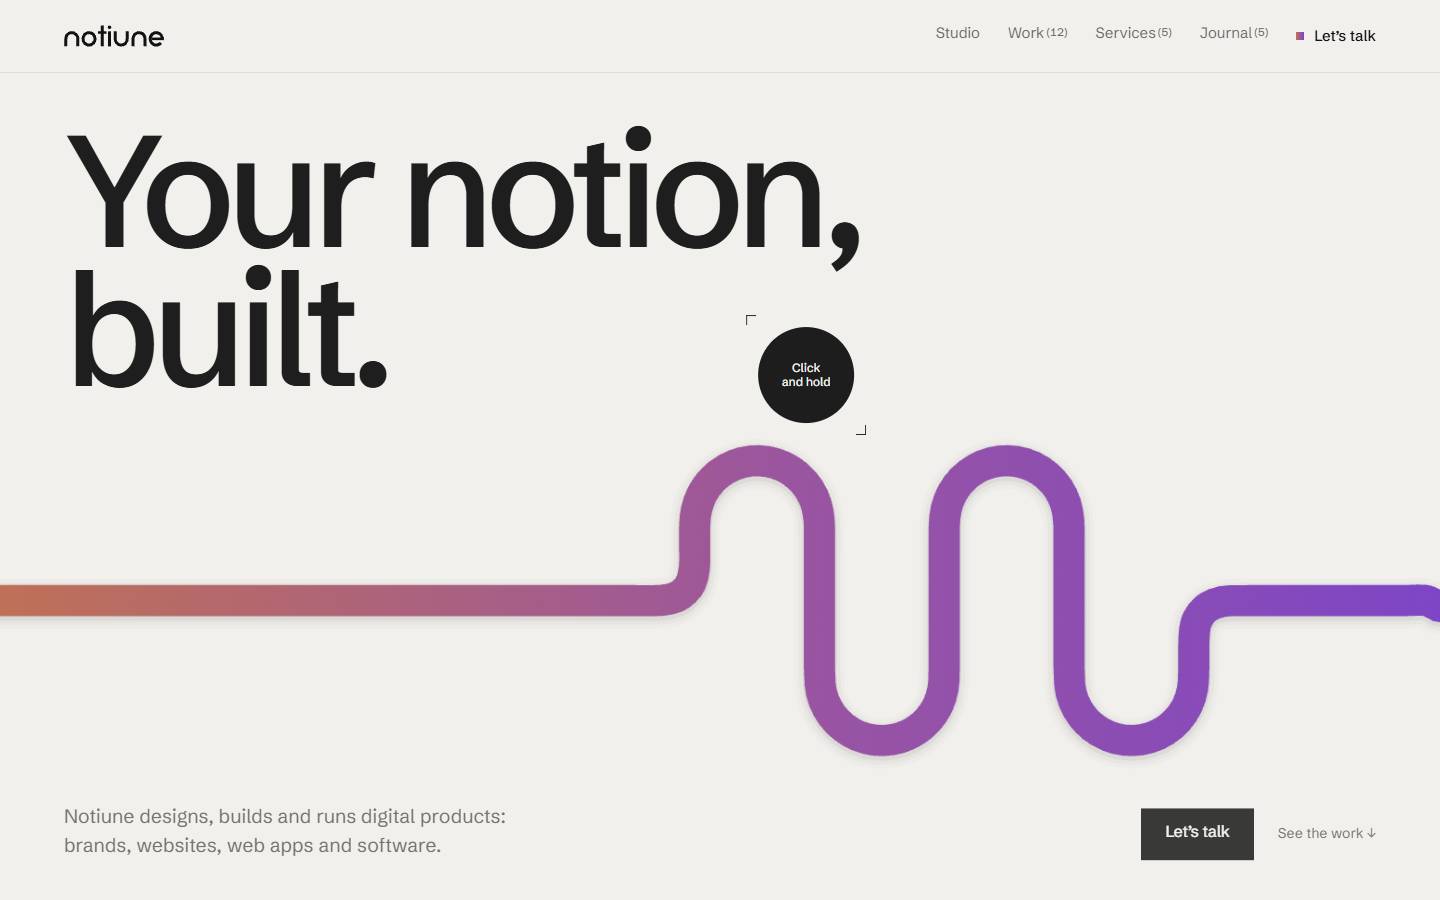 notiune
Studio
Work (12)
Services (5)
Journal (5)
Let's talk
Your notion,
built.
Click
and hold
Notiune designs, builds and runs digital products:
brands, websites, web apps and software.
Let's talk
See the work ↓